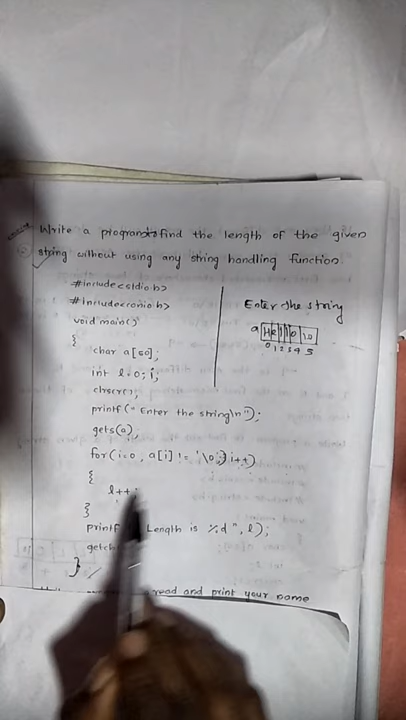 Write a program to find the length of the given
string without using any string handling function.
#include<stdio.h>
#include<conio.h>
void main()
{
char a[50];
int l=0,i;
clrscr();
printf("Enter the string\n");
gets(a);
for(i=0, a[i]!='\0'; i++)
{
l++;
}
printf Length is %d", l);
getch
}
Enter the string
a H e l l o \0
0 1 2 3 4 5
read and print your name